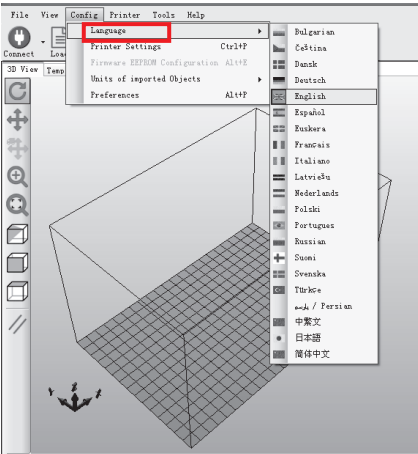 File View Config Printer Tools Help
Language
Printer Settings Ctrl+P
Firmware EEPROM Configuration Alt+E
Units of imported Objects
Preferences Alt+P
Connect Loa
3D View Temp
Bulgarian
Čeština
Dansk
Deutsch
English
Español
Euskera
Français
Italiano
Latviešu
Nederlands
Polski
Portugues
Russian
Suomi
Svenska
Türkçe
/ Persian
中繁文
日本語
简体中文